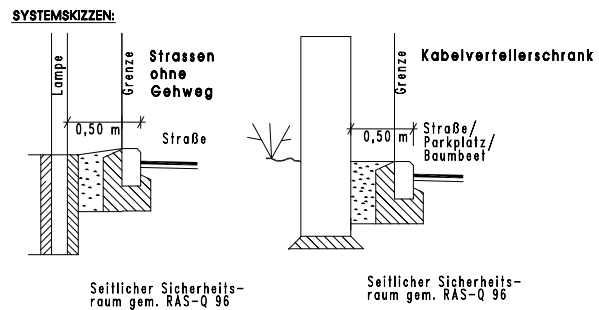 SYSTEMSKIZZEN:
Lampe
Grenze
Strassen
ohne
Gehweg
0,50 m
Straße
Seitlicher Sicherheits-
raum gem. RAS-Q 96
Grenze
Kabelverteilerschrank
0,50 m
Straße/
Parkplatz/
Baumbeet
Seitlicher Sicherheits-
raum gem. RAS-Q 96